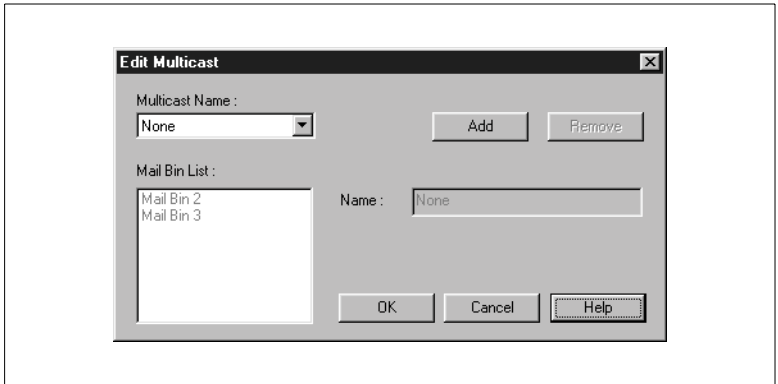 Edit Multicast
Multicast Name :
None
Add
Remove
Mail Bin List :
Mail Bin 2
Mail Bin 3
Name :
None
OK
Cancel
Help